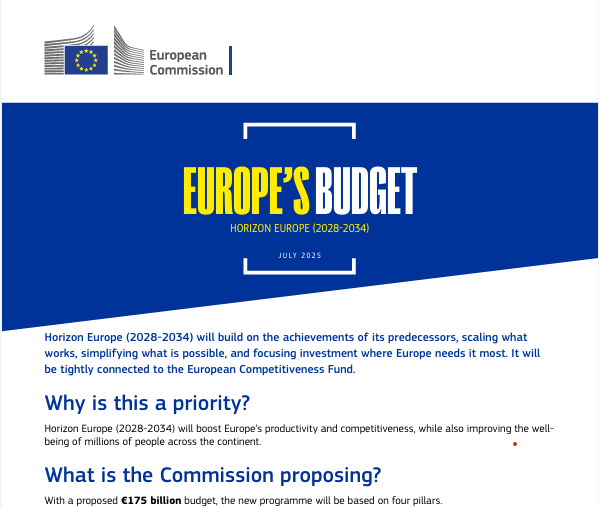 European
Commission
EUROPE'S BUDGET
HORIZON EUROPE (2028-2034)
JULY 2025
Horizon Europe (2028-2034) will build on the achievements of its predecessors, scaling what
works, simplifying what is possible, and focusing investment where Europe needs it most. It will
be tightly connected to the European Competitiveness Fund.
Why is this a priority?
Horizon Europe (2028-2034) will boost Europe's productivity and competitiveness, while also improving the well-
being of millions of people across the continent.
What is the Commission proposing?
With a proposed €175 billion budget, the new programme will be based on four pillars.